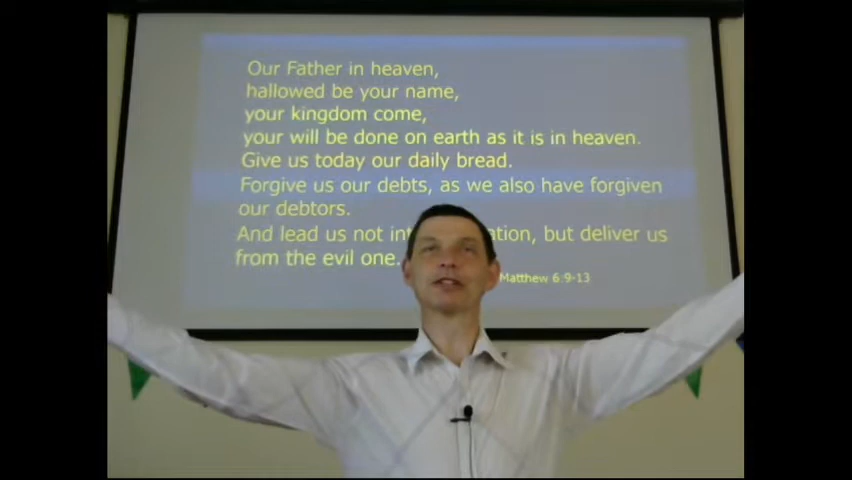 Our Father in heaven,
hallowed be your name,
your kingdom come,
your will be done on earth as it is in heaven.
Give us today our daily bread.
Forgive us our debts, as we also have forgiven
our debtors.
And lead us not ation, but deliver us
from the evil one.
Matthew 6:9-13